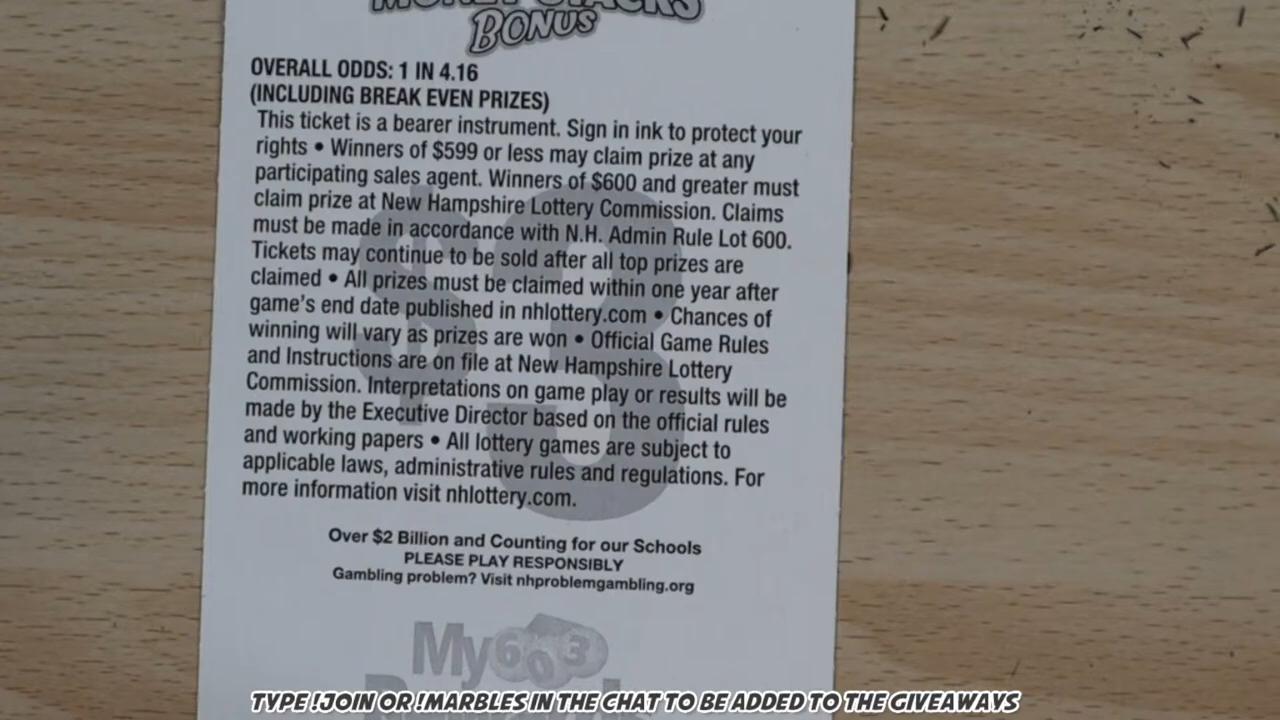 MONEY STACKS
BONUS
OVERALL ODDS: 1 IN 4.16
(INCLUDING BREAK EVEN PRIZES)
This ticket is a bearer instrument. Sign in ink to protect your
rights • Winners of $599 or less may claim prize at any
participating sales agent. Winners of $600 and greater must
claim prize at New Hampshire Lottery Commission. Claims
must be made in accordance with N.H. Admin Rule Lot 600.
Tickets may continue to be sold after all top prizes are
claimed • All prizes must be claimed within one year after
game's end date published in nhlottery.com • Chances of
winning will vary as prizes are won • Official Game Rules
and Instructions are on file at New Hampshire Lottery
Commission. Interpretations on game play or results will be
made by the Executive Director based on the official rules
and working papers • All lottery games are subject to
applicable laws, administrative rules and regulations. For
more information visit nhlottery.com.
$3
Over $2 Billion and Counting for our Schools
PLEASE PLAY RESPONSIBLY
Gambling problem? Visit nhproblemgambling.org
My603
TYPE !JOIN OR !MARBLES IN THE CHAT TO BE ADDED TO THE GIVEAWAYS